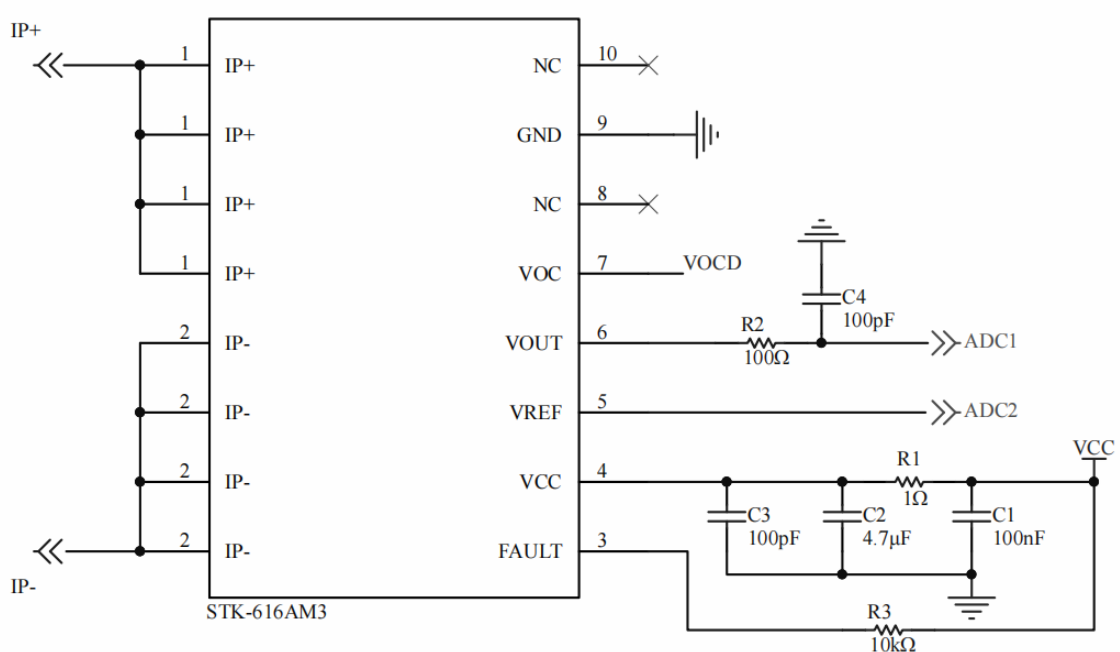 IP+
1 IP+ NC 10
1 IP+ GND 9
1 IP+ NC 8
1 IP+ VOC 7 VOCD
C4
100pF
2 IP- VOUT 6 R2 ADC1
100Ω
2 IP- VREF 5 ADC2
VCC
2 IP- VCC 4 R1
1Ω
C3 C2 C1
100pF 4.7μF 100nF
2 IP- FAULT 3
IP-
STK-616AM3 R3
10kΩ